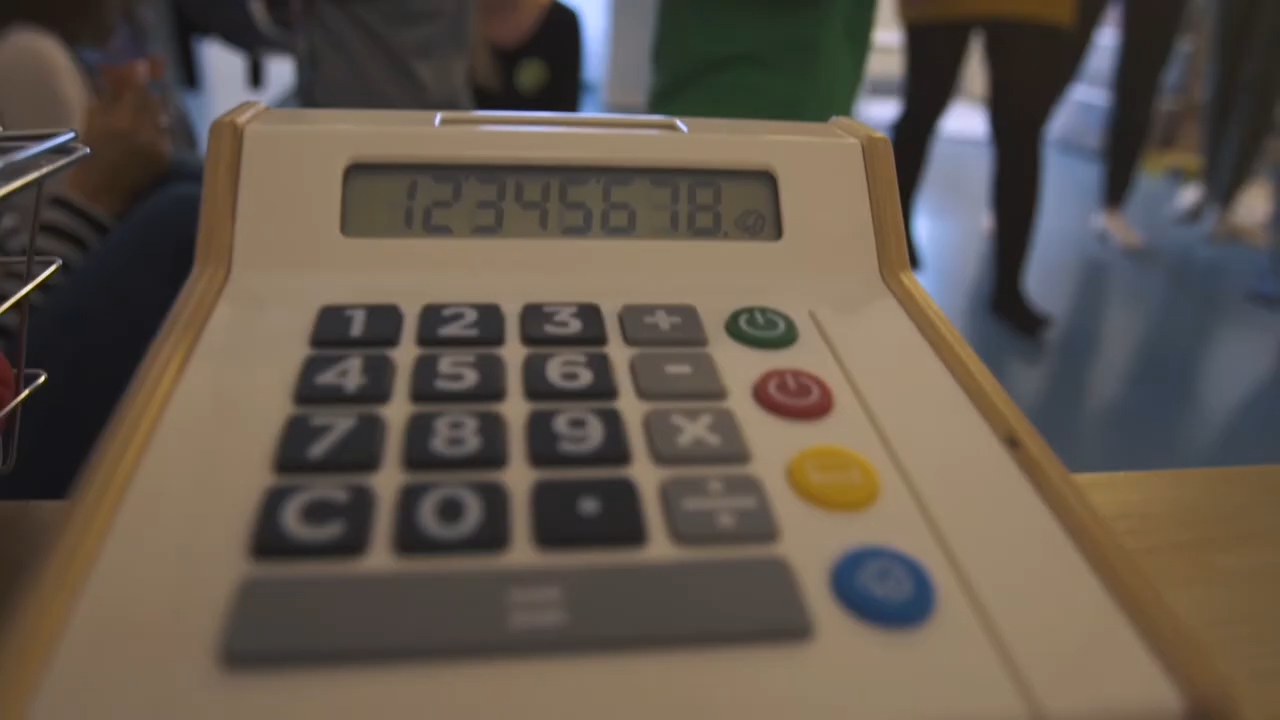 12345678.
1 2 3 +
4 5 6 -
7 8 9 ×
C 0 . ÷
=